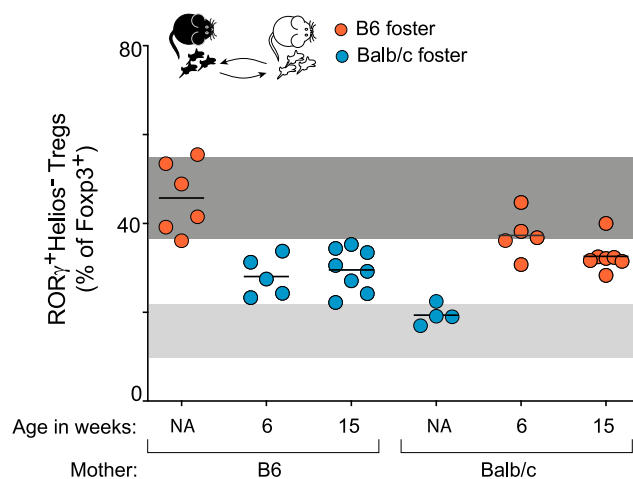 B6 foster
Balb/c foster
RORγ⁺Helios⁻ Tregs
(% of Foxp3⁺)
80
40
0
Age in weeks: NA 6 15 NA 6 15
Mother: B6 Balb/c